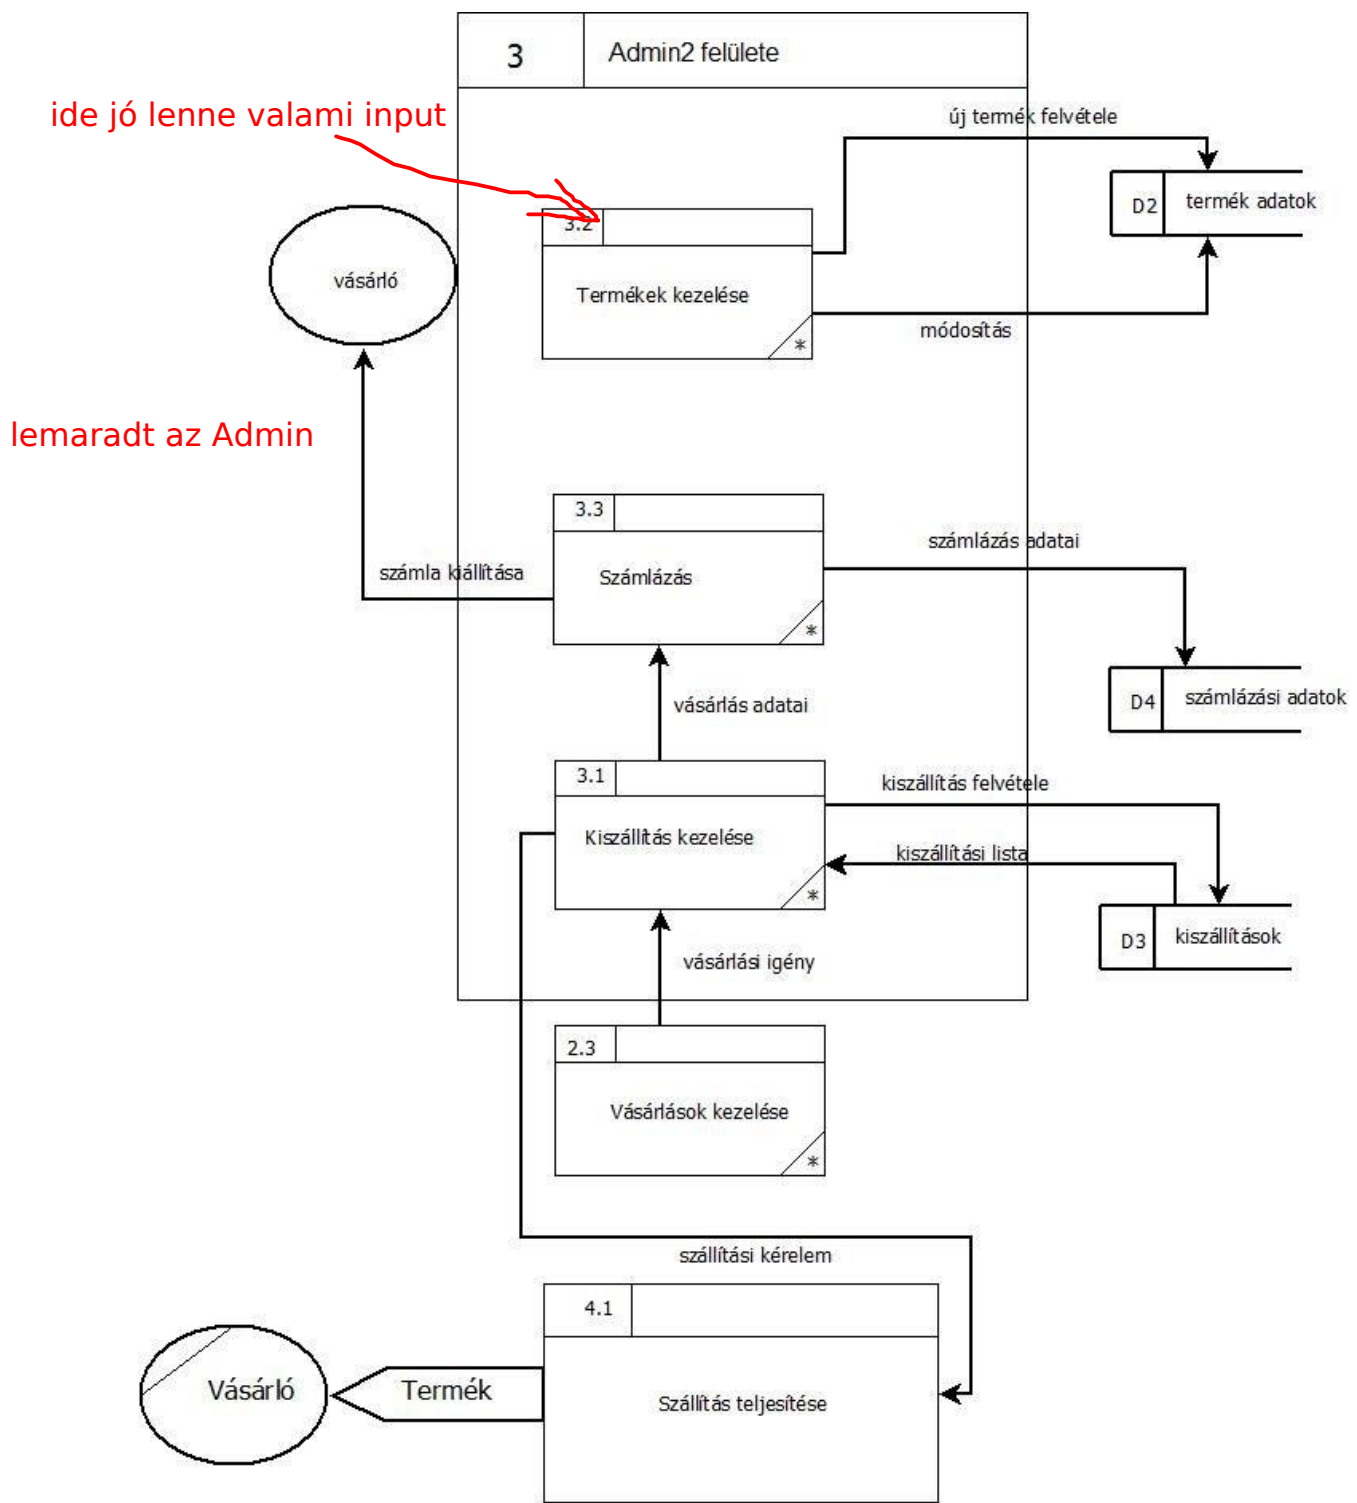 3
Admin2 felülete
ide jó lenne valami input
új termék felvétele
D2
termék adatok
3.2
vásárló
Termékek kezelése
módosítás
*
lemaradt az Admin
3.3
számlázás adatai
számla kiállítása
Számlázás
*
vásárlás adatai
D4
számlázási adatok
3.1
kiszállítás felvétele
Kiszállítás kezelése
kiszállítási lista
*
D3
kiszállítások
vásárlási igény
2.3
Vásárlások kezelése
*
szállítási kérelem
4.1
Vásárló
Termék
Szállítás teljesítése